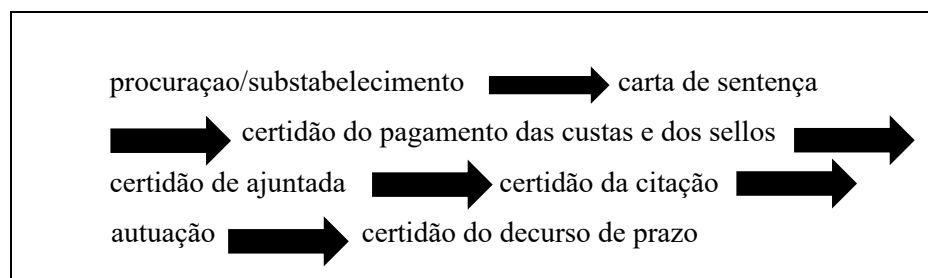 procuraçao/substabelecimento carta de sentença
certidão do pagamento das custas e dos sellos
certidão de ajuntada certidão da citação
autuação certidão do decurso de prazo